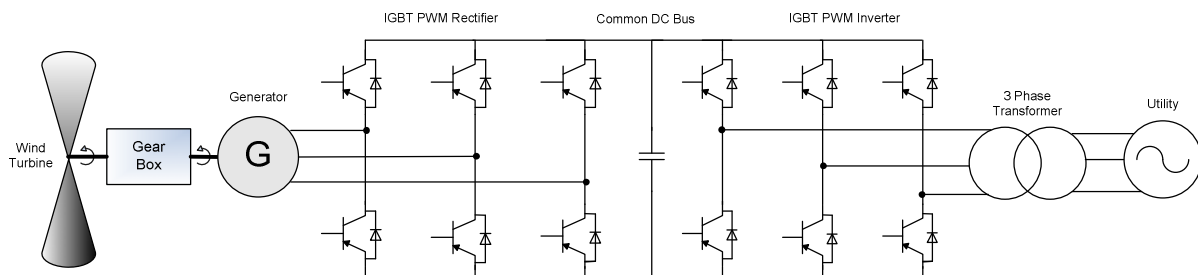 IGBT PWM Rectifier
Common DC Bus
IGBT PWM Inverter
Generator
3 Phase
Transformer
Utility
Wind
Turbine
Gear
Box
G